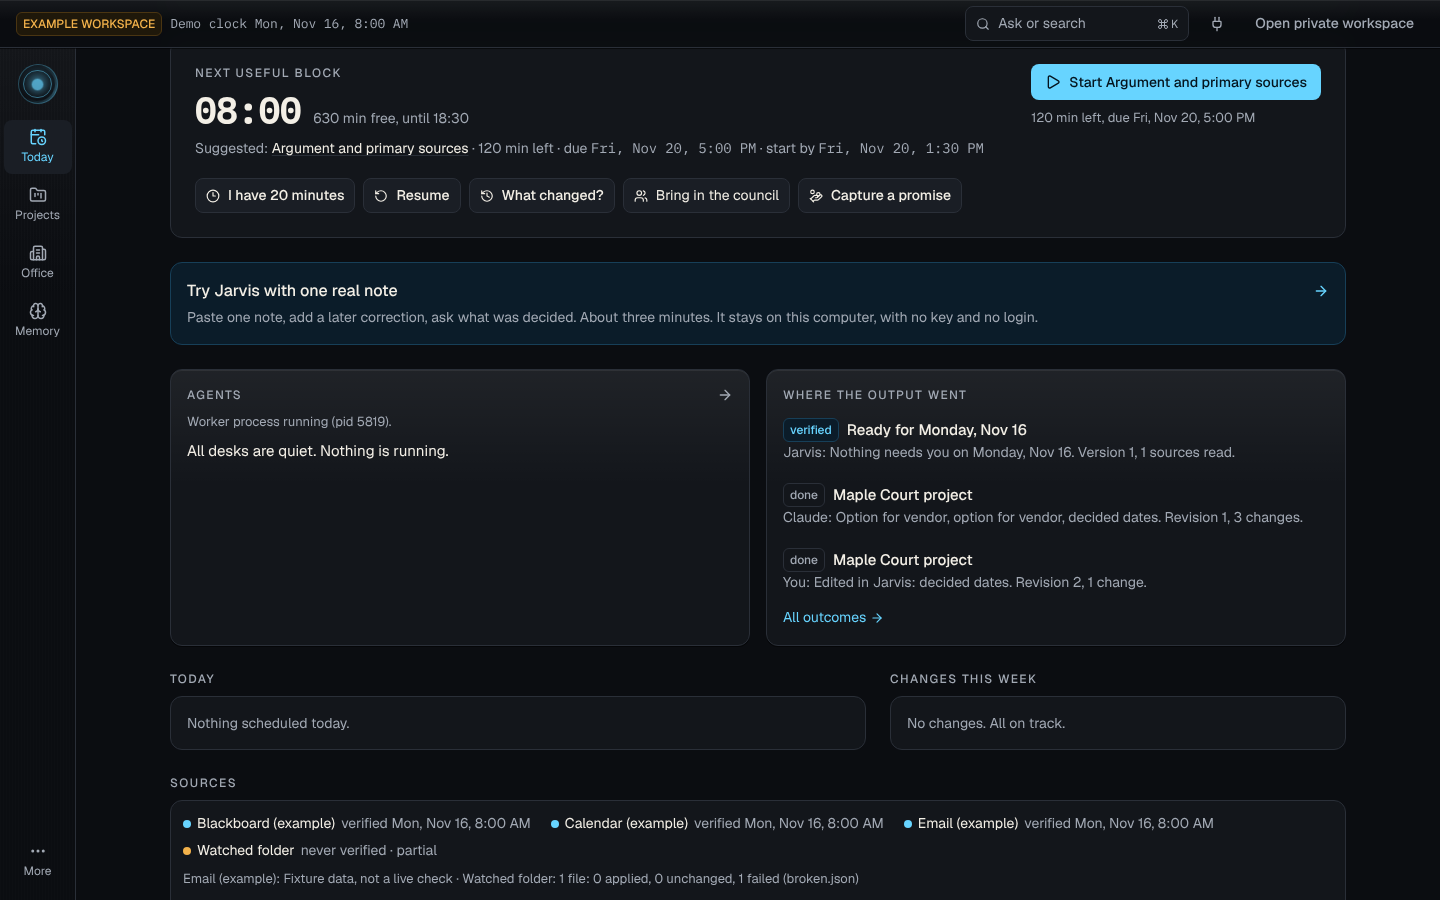 EXAMPLE WORKSPACE Demo clock Mon, Nov 16, 8:00 AM Ask or search ⌘K Open private workspace
Today
Projects
Office
Memory
More
NEXT USEFUL BLOCK
08:00 630 min free, until 18:30
Start Argument and primary sources
120 min left, due Fri, Nov 20, 5:00 PM
Suggested: Argument and primary sources · 120 min left · due Fri, Nov 20, 5:00 PM · start by Fri, Nov 20, 1:30 PM
I have 20 minutes Resume What changed? Bring in the council Capture a promise
Try Jarvis with one real note
Paste one note, add a later correction, ask what was decided. About three minutes. It stays on this computer, with no key and no login.
AGENTS
Worker process running (pid 5819).
All desks are quiet. Nothing is running.
WHERE THE OUTPUT WENT
verified Ready for Monday, Nov 16
Jarvis: Nothing needs you on Monday, Nov 16. Version 1, 1 sources read.
done Maple Court project
Claude: Option for vendor, option for vendor, decided dates. Revision 1, 3 changes.
done Maple Court project
You: Edited in Jarvis: decided dates. Revision 2, 1 change.
All outcomes →
TODAY
Nothing scheduled today.
CHANGES THIS WEEK
No changes. All on track.
SOURCES
Blackboard (example) verified Mon, Nov 16, 8:00 AM Calendar (example) verified Mon, Nov 16, 8:00 AM Email (example) verified Mon, Nov 16, 8:00 AM
Watched folder never verified · partial
Email (example): Fixture data, not a live check · Watched folder: 1 file: 0 applied, 0 unchanged, 1 failed (broken.json)